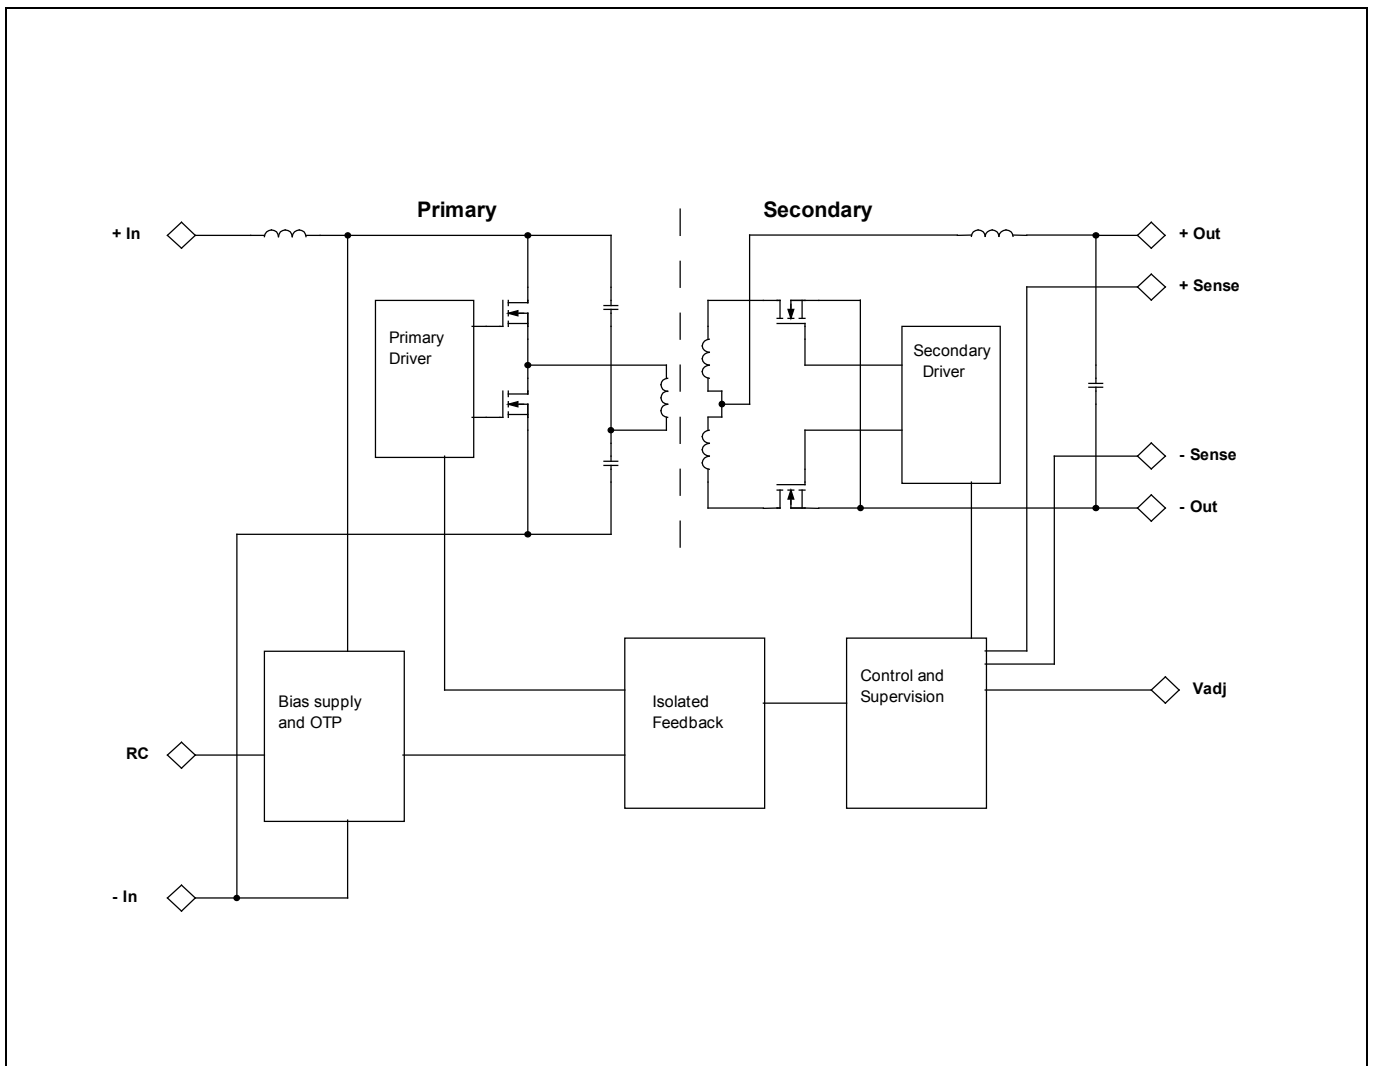 Primary
Secondary
+ In
+ Out
+ Sense
Primary
Driver
Secondary
Driver
- Sense
- Out
Bias supply
and OTP
Isolated
Feedback
Control and
Supervision
Vadj
RC
- In